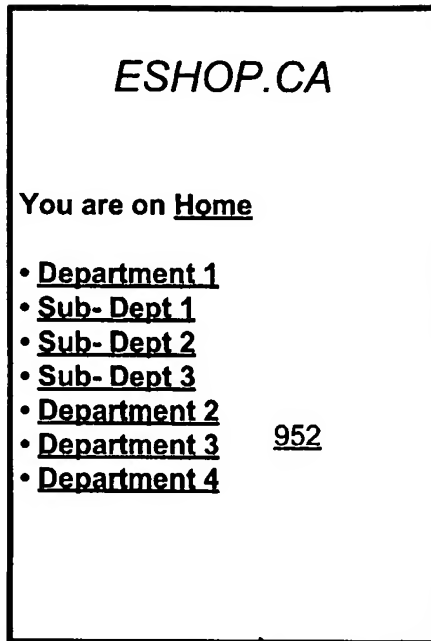 ESHOP.CA
You are on Home
• Department 1
• Sub- Dept 1
• Sub- Dept 2
• Sub- Dept 3
• Department 2
• Department 3 952
• Department 4